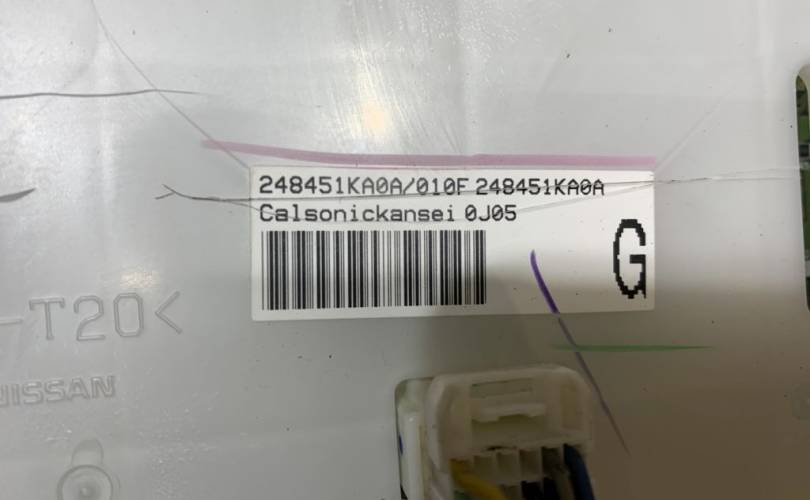 248451KA0A/010F 248451KA0A
Calsonickansei 0J05
G
-T20<
NISSAN